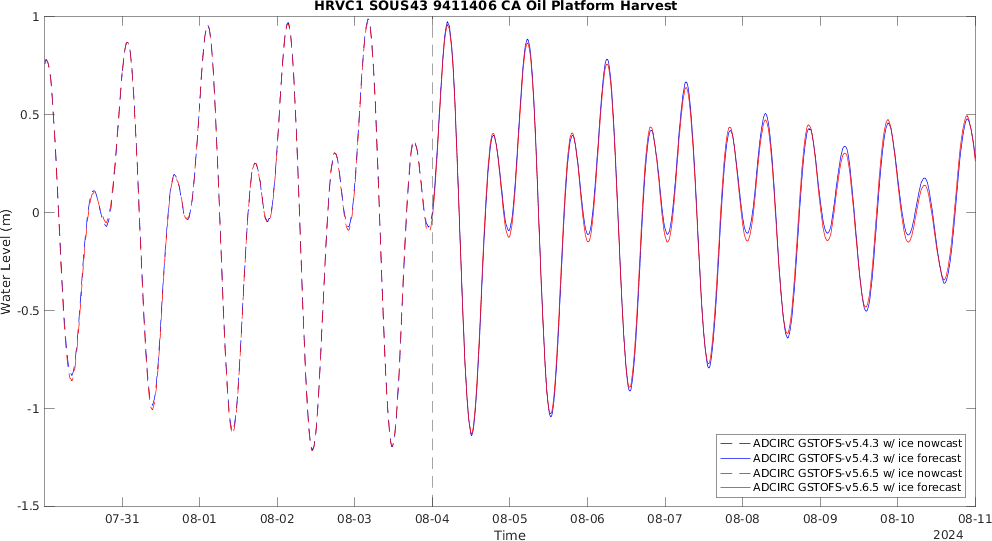 HRVC1 SOUS43 9411406 CA Oil Platform Harvest
1
0.5
0
-0.5
-1
-1.5
Water Level (m)
07-31 08-01 08-02 08-03 08-04 08-05 08-06 08-07 08-08 08-09 08-10 08-11
Time
2024
ADCIRC GSTOFS-v5.4.3 w/ ice nowcast
ADCIRC GSTOFS-v5.4.3 w/ ice forecast
ADCIRC GSTOFS-v5.6.5 w/ ice nowcast
ADCIRC GSTOFS-v5.6.5 w/ ice forecast